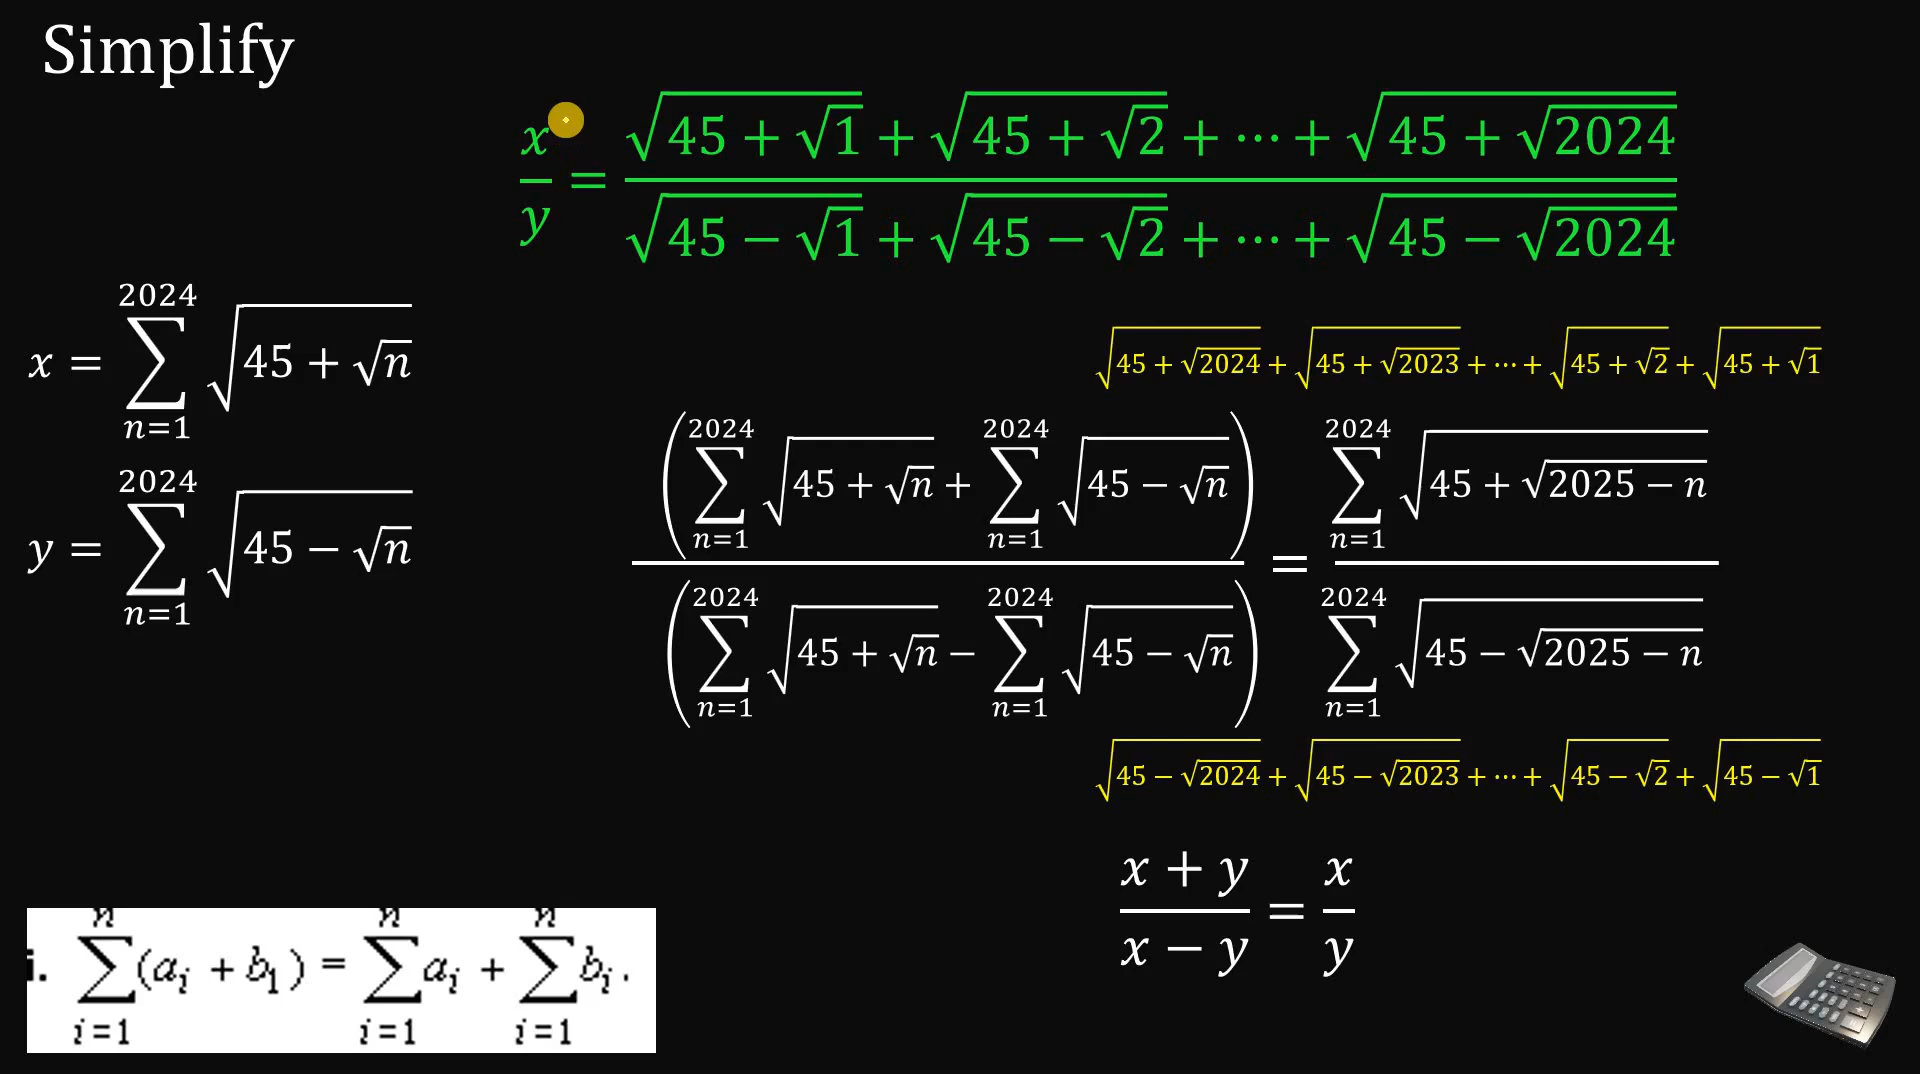 Simplify
x/y = (√(45 + √1) + √(45 + √2) + ⋯ + √(45 + √2024)) / (√(45 − √1) + √(45 − √2) + ⋯ + √(45 − √2024))
x = ∑_{n=1}^{2024} √(45 + √n)
y = ∑_{n=1}^{2024} √(45 − √n)
√(45 + √2024) + √(45 + √2023) + ⋯ + √(45 + √2) + √(45 + √1)
(∑_{n=1}^{2024} √(45 + √n) + ∑_{n=1}^{2024} √(45 − √n)) / (∑_{n=1}^{2024} √(45 + √n) − ∑_{n=1}^{2024} √(45 − √n)) = (∑_{n=1}^{2024} √(45 + √(2025 − n))) / (∑_{n=1}^{2024} √(45 − √(2025 − n)))
√(45 − √2024) + √(45 − √2023) + ⋯ + √(45 − √2) + √(45 − √1)
(x + y)/(x − y) = x/y
i. ∑_{i=1}^{n} (a_i + b_1) = ∑_{i=1}^{n} a_i + ∑_{i=1}^{n} b_i.